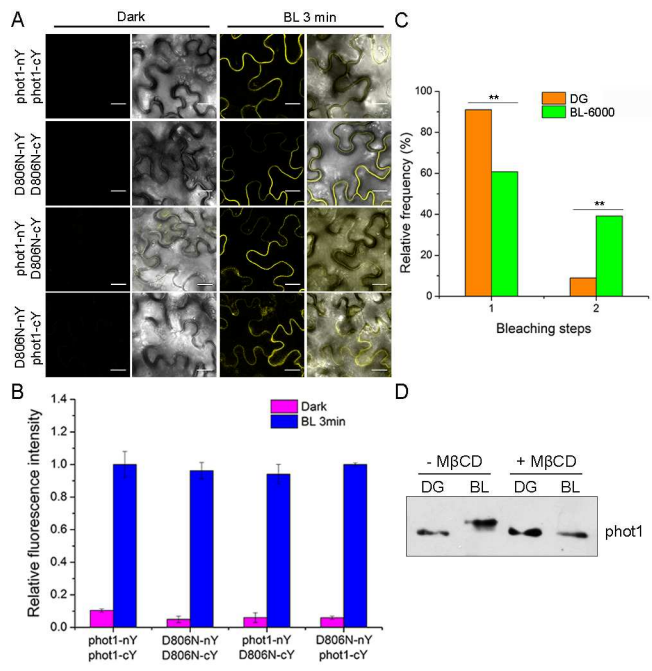 A
Dark
BL 3 min
phot1-nY
phot1-cY
D806N-nY
D806N-cY
phot1-nY
D806N-cY
D806N-nY
phot1-cY
B
Relative fluorescence intensity
1.4
1.2
1.0
0.8
0.6
0.4
0.2
0.0
Dark
BL 3min
phot1-nY
phot1-cY
D806N-nY
D806N-cY
phot1-nY
D806N-cY
D806N-nY
phot1-cY
C
Relative frequency (%)
100
80
60
40
20
0
DG
BL-6000
**
**
1
2
Bleaching steps
D
- MβCD
+ MβCD
DG
BL
DG
BL
phot1